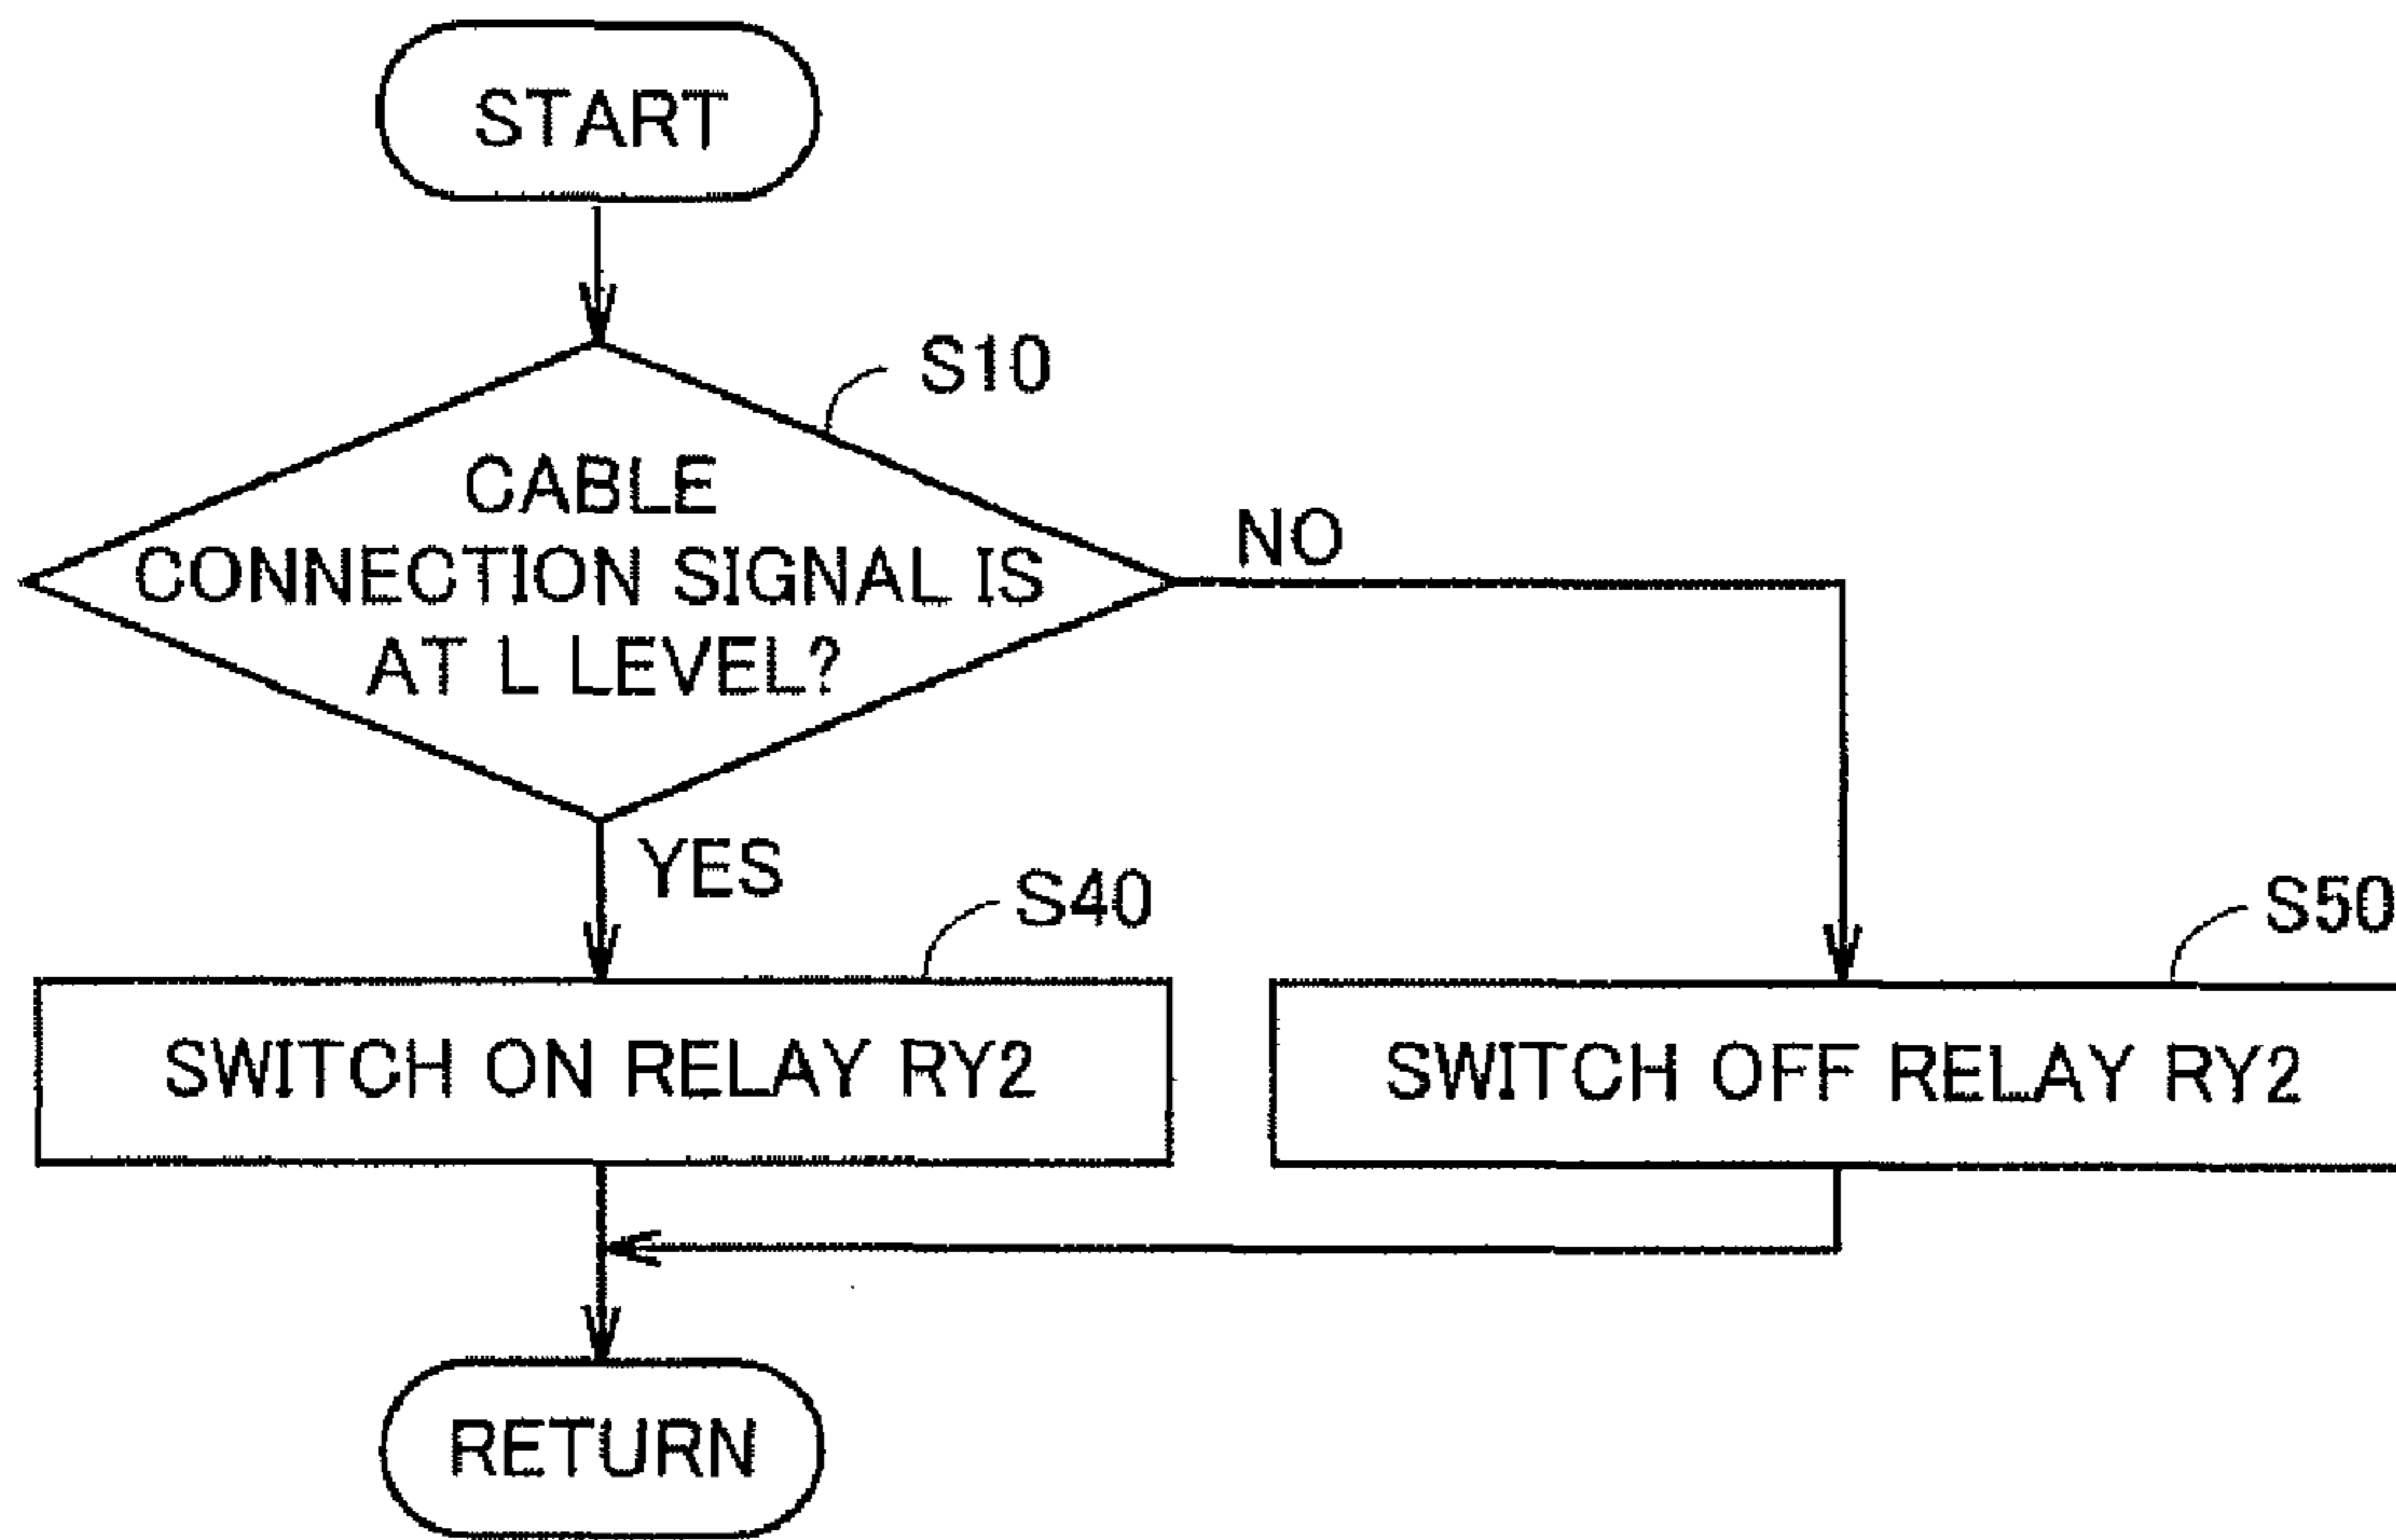 START
S10
CABLE
CONNECTION SIGNAL IS
AT L LEVEL?
NO
YES
S40
S50
SWITCH ON RELAY RY2
SWITCH OFF RELAY RY2
RETURN